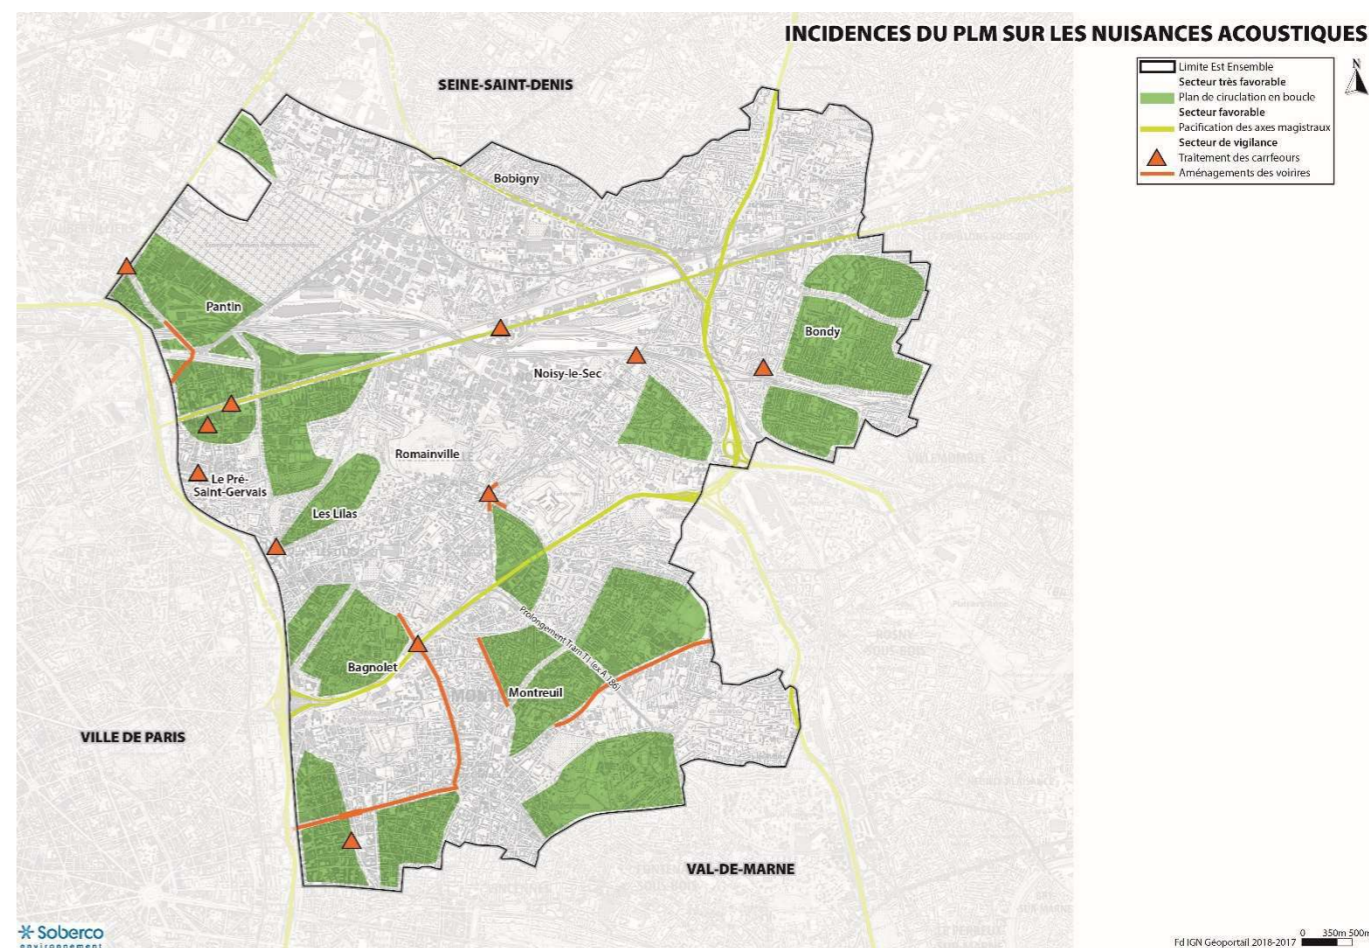 INCIDENCES DU PLM SUR LES NUISANCES ACOUSTIQUES
N
Limite Est Ensemble
Secteur très favorable
Plan de ciruclation en boucle
Secteur favorable
Pacification des axes magistraux
Secteur de vigilance
Traitement des carrfeours
Aménagements des voirires
SEINE-SAINT-DENIS
Bobigny
Pantin
Bondy
Noisy-le-Sec
Romainville
Le Pré-
Saint-Gervais
Les Lilas
Prolongement Tram T1 (ex A 186)
Bagnolet
Montreuil
VILLE DE PARIS
VAL-DE-MARNE
Soberco
environnement
0 350m 500m
Fd IGN Géoportail 2018-2017